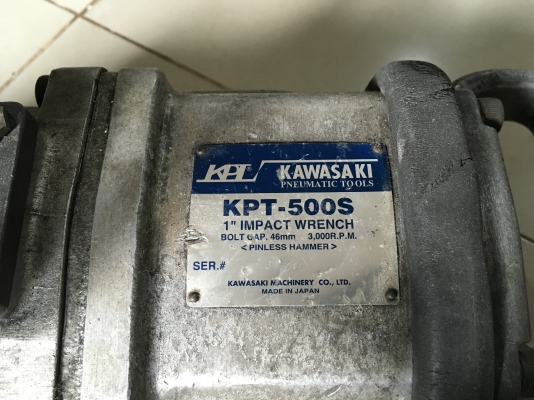 KPT KAWASAKI
PNEUMATIC TOOLS
KPT-500S
1" IMPACT WRENCH
BOLT CAP. 46mm 3,000R.P.M.
< PINLESS HAMMER >
SER.#
KAWASAKI MACHINERY CO., LTD.
MADE IN JAPAN